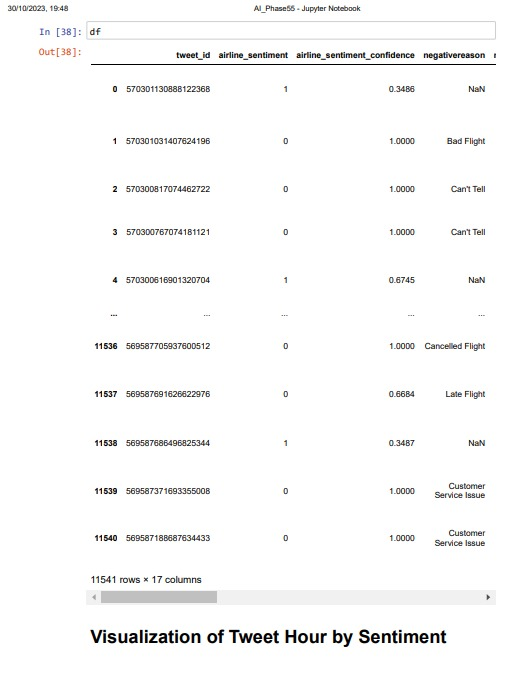 30/10/2023, 19:48 AI_Phase55 - Jupyter Notebook
In [38]: df
Out[38]:
tweet_id airline_sentiment airline_sentiment_confidence negativereason
0 570301130888122368 1 0.3486 NaN
1 570301031407624196 0 1.0000 Bad Flight
2 570300817074462722 0 1.0000 Can't Tell
3 570300767074181121 0 1.0000 Can't Tell
4 570300616901320704 1 0.6745 NaN
... ... ... ... ...
11536 569587705937600512 0 1.0000 Cancelled Flight
11537 569587691626622976 0 0.6684 Late Flight
11538 569587686496825344 1 0.3487 NaN
11539 569587371693355008 0 1.0000 Customer
Service Issue
11540 569587188687634433 0 1.0000 Customer
Service Issue
11541 rows × 17 columns
Visualization of Tweet Hour by Sentiment